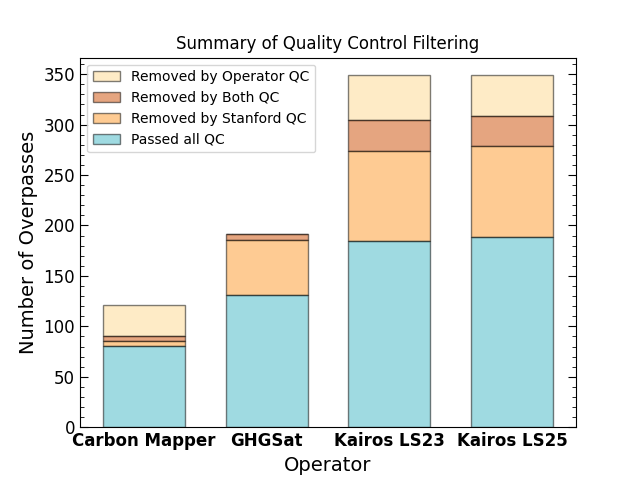 Summary of Quality Control Filtering
Number of Overpasses
350
300
250
200
150
100
50
0
Removed by Operator QC
Removed by Both QC
Removed by Stanford QC
Passed all QC
Carbon Mapper GHGSat Kairos LS23 Kairos LS25
Operator